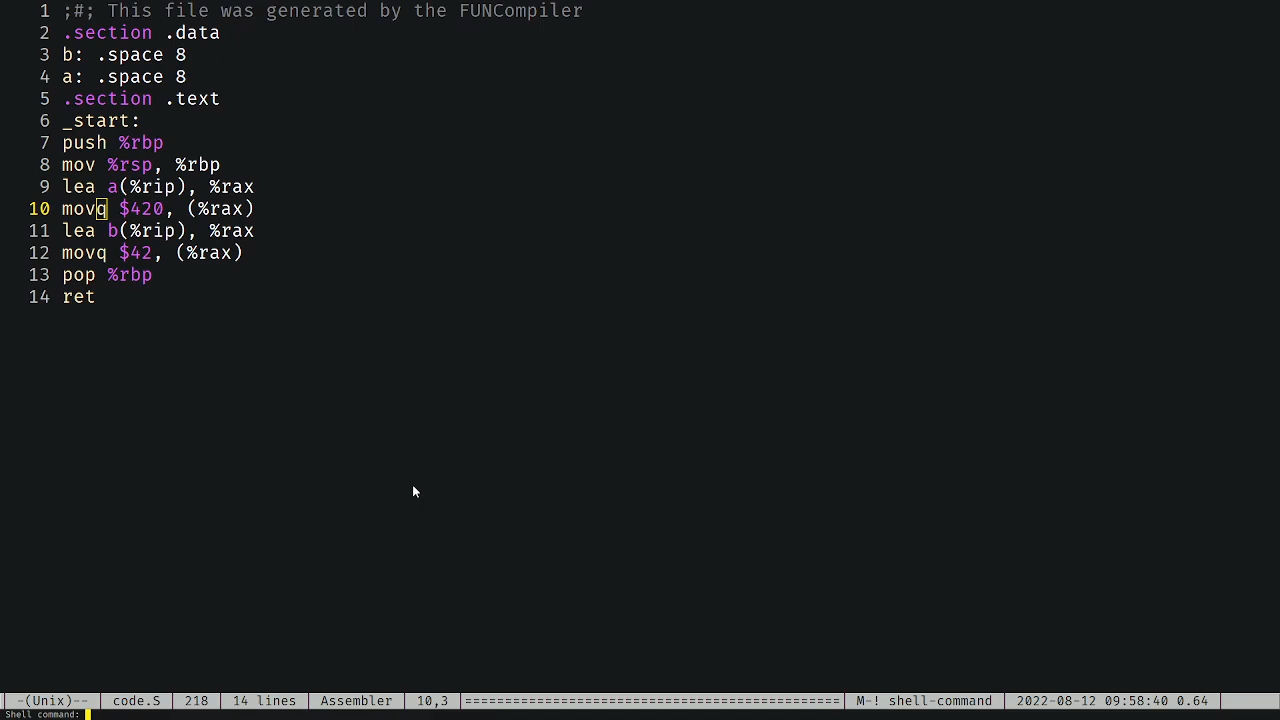 1 ;#; This file was generated by the FUNCompiler
2 .section .data
3 b: .space 8
4 a: .space 8
5 .section .text
6 _start:
7 push %rbp
8 mov %rsp, %rbp
9 lea a(%rip), %rax
10 movq $420, (%rax)
11 lea b(%rip), %rax
12 movq $42, (%rax)
13 pop %rbp
14 ret
-(Unix)-- code.S 218 14 lines Assembler 10,3 ======================================== M-! shell-command 2022-08-12 09:58:40 0.64
Shell command: